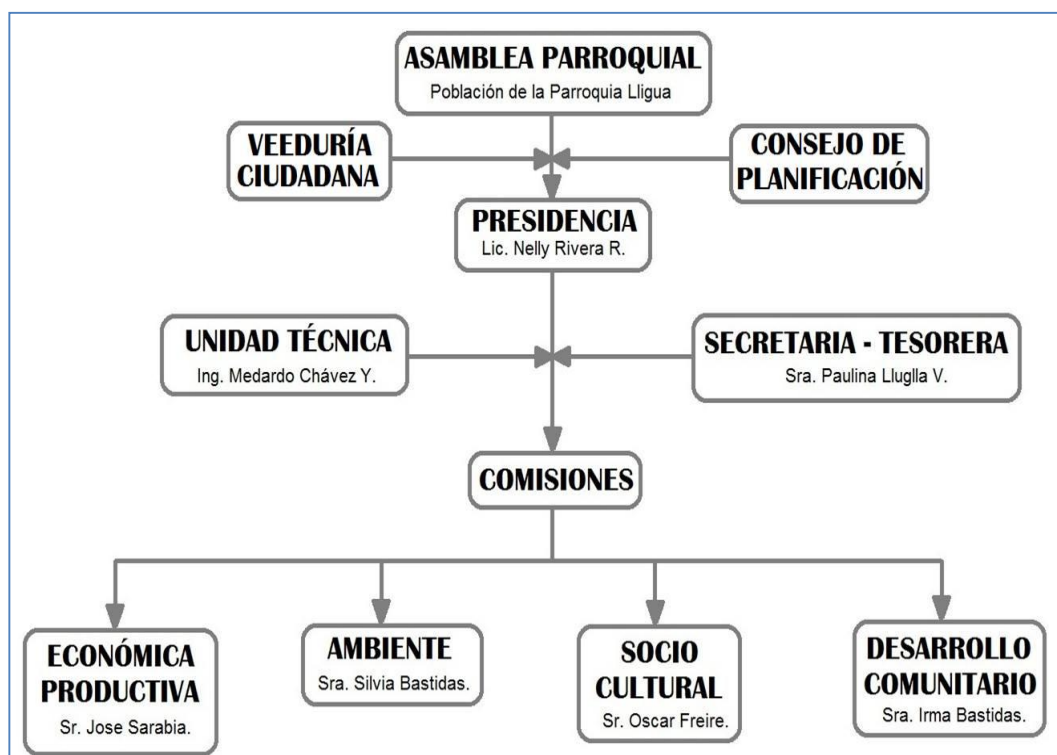 ASAMBLEA PARROQUIAL
Población de la Parroquia Lligua
VEEDURÍA
CIUDADANA
CONSEJO DE
PLANIFICACIÓN
PRESIDENCIA
Lic. Nelly Rivera R.
UNIDAD TÉCNICA
Ing. Medardo Chávez Y.
SECRETARIA - TESORERA
Sra. Paulina Lluglla V.
COMISIONES
ECONÓMICA
PRODUCTIVA
Sr. Jose Sarabia.
AMBIENTE
Sra. Silvia Bastidas.
SOCIO
CULTURAL
Sr. Oscar Freire.
DESARROLLO
COMUNITARIO
Sra. Irma Bastidas.